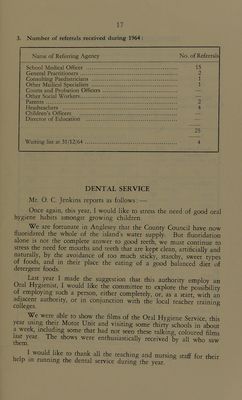 17
3. Number of referrals received during 1964:
Name of Referring Agency No. of Referrals
School Medical Officer 15
General Practitioners 2
Consulting Paediatricians 1
Other Medical Specialists 1
Courts and Probation Officers —
Other Social Workers —
Parents 2
Headteachers 4
Children's Officers —
Director of Education —
25
Waiting list at 31/12/64 4
DENTAL SERVICE
Mr. O. C. Jenkins reports as follows: —
Once again, this year, I would like to stress the need of good oral
hygiene habits amongst growing children.
We are fortunate in Anglesey that the County Council have now
fluoridated the whole of the island's water supply. But fluoridation
alone is not the complete answer to good teeth, we must continue to
stress the need for mouths and teeth that are kept clean, artificially and
naturally, by the avoidance of too much sticky, starchy, sweet types
of foods, and in their place the eating of a good balanced diet of
detergent foods.
Last year I made the suggestion that this authority employ an
Oral Hygienist, I would like the committee to explore the possibility
of employing such a person, either completely, or, as a start, with an
adjacent authority, or in conjunction with the local teacher training
colleges.
We were able to show the films of the Oral Hygiene Service, this
year using their Motor Unit and visiting some thirty schools in about
a week, including some that had not seen these talking, coloured films
last year. The shows were enthusiastically received by all who saw
them.
I would like to thank all the teaching and nursing staff for their
help in running the dental service during the year.